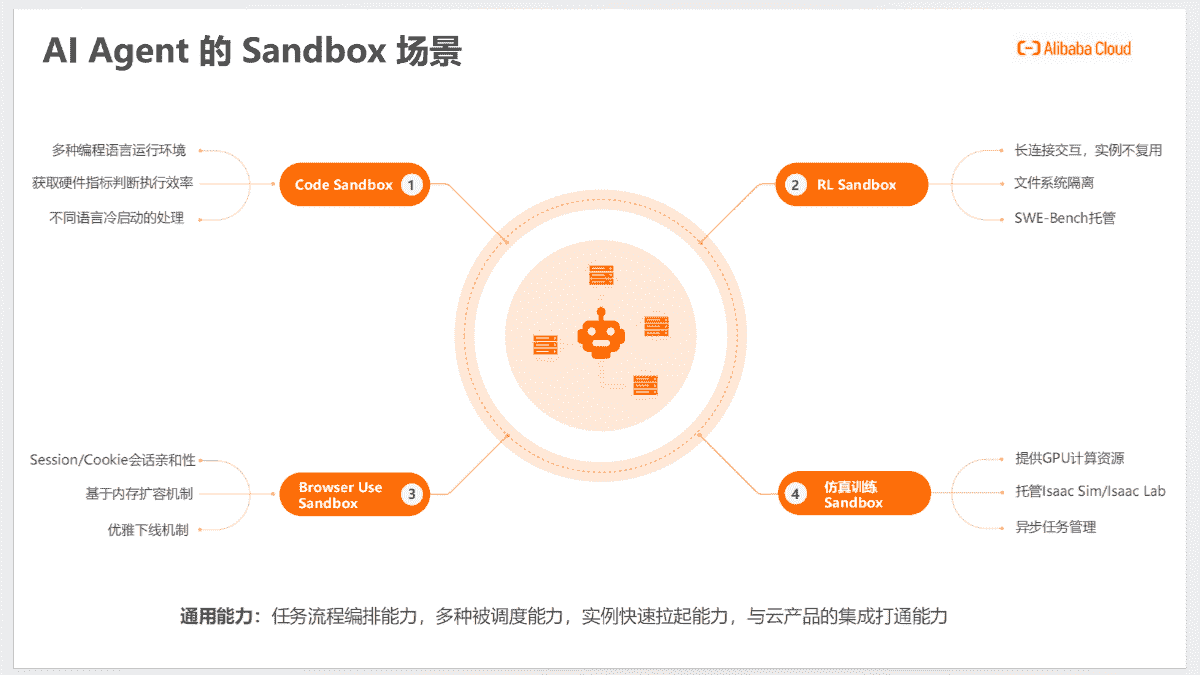 AI Agent 的 Sandbox 场景
Alibaba Cloud
多种编程语言运行环境
获取硬件指标判断执行效率
不同语言冷启动的处理
Code Sandbox 1
2 RL Sandbox
长连接交互，实例不复用
文件系统隔离
SWE-Bench托管
Session/Cookie会话亲和性
基于内存扩容机制
优雅下线机制
Browser Use
Sandbox
3
4
仿真训练
Sandbox
提供GPU计算资源
托管Isaac Sim/Isaac Lab
异步任务管理
通用能力：任务流程编排能力，多种被调度能力，实例快速拉起能力，与云产品的集成打通能力